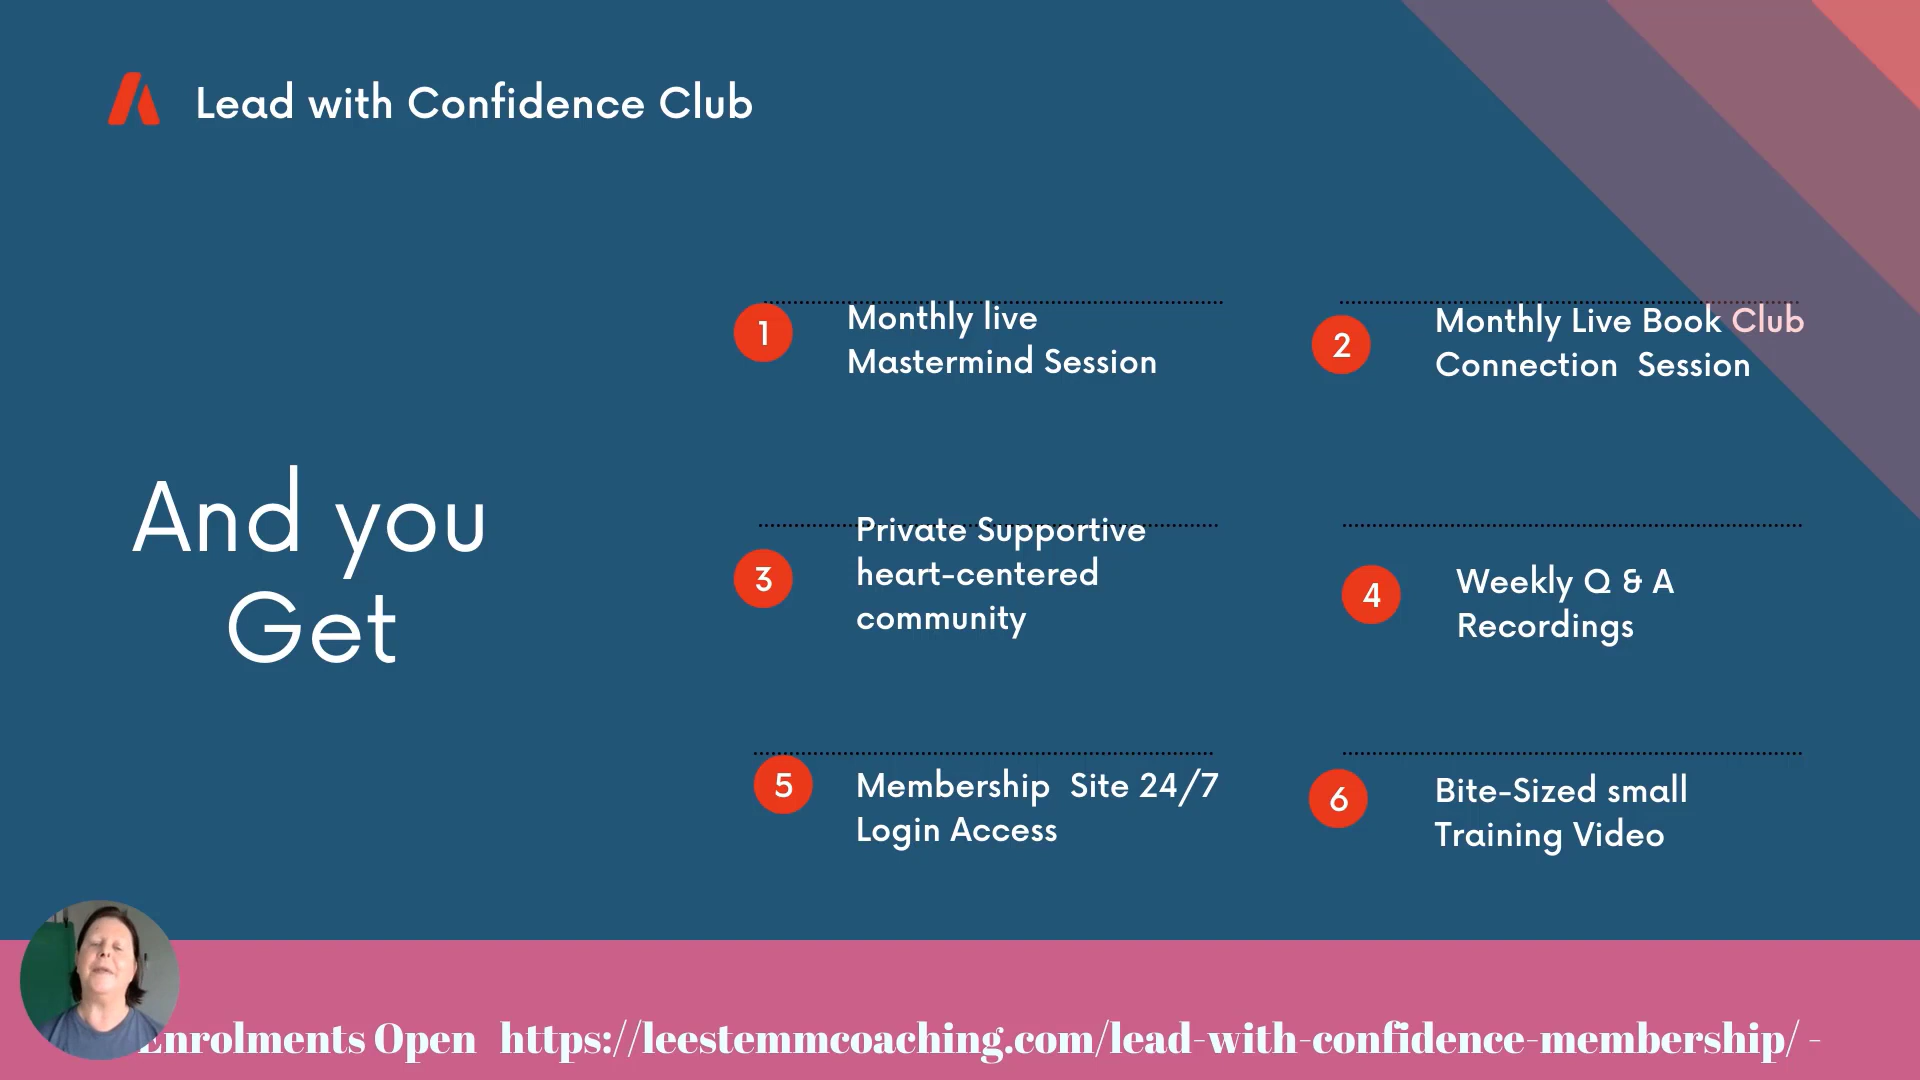 Lead with Confidence Club
And you
Get
1
Monthly live
Mastermind Session
2
Monthly Live Book Club
Connection Session
3
Private Supportive
heart-centered
community
4
Weekly Q & A
Recordings
5
Membership Site 24/7
Login Access
6
Bite-Sized small
Training Video
Enrolments Open https://leestemmcoaching.com/lead-with-confidence-membership/ -